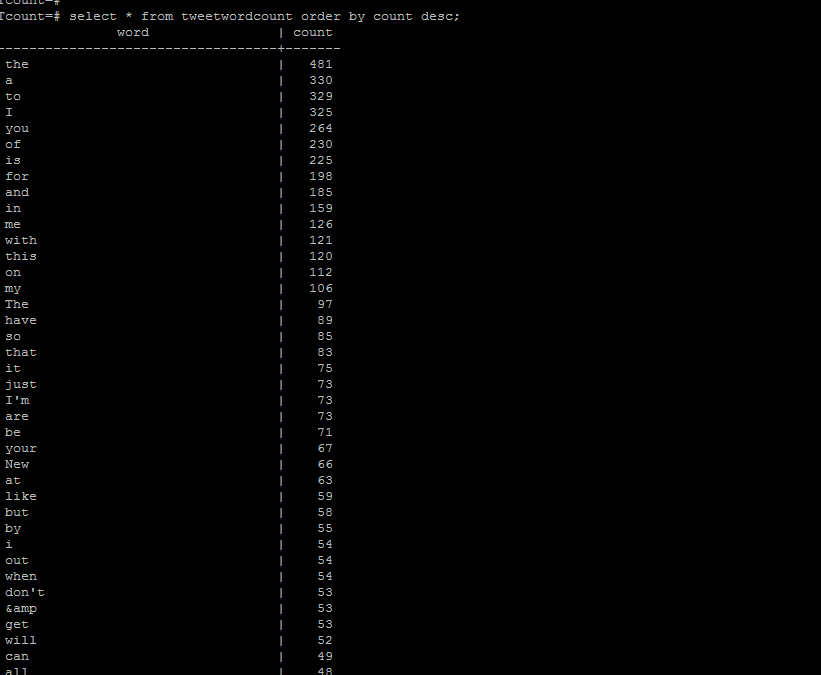 Tcount=#
Tcount=# select * from tweetwordcount order by count desc;
word | count
----------------------------------+-------
the | 481
a | 330
to | 329
I | 325
you | 264
of | 230
is | 225
for | 198
and | 185
in | 159
me | 126
with | 121
this | 120
on | 112
my | 106
The | 97
have | 89
so | 85
that | 83
it | 75
just | 73
I'm | 73
are | 73
be | 71
your | 67
New | 66
at | 63
like | 59
but | 58
by | 55
i | 54
out | 54
when | 54
don't | 53
&amp | 53
get | 53
will | 52
can | 49
all | 48